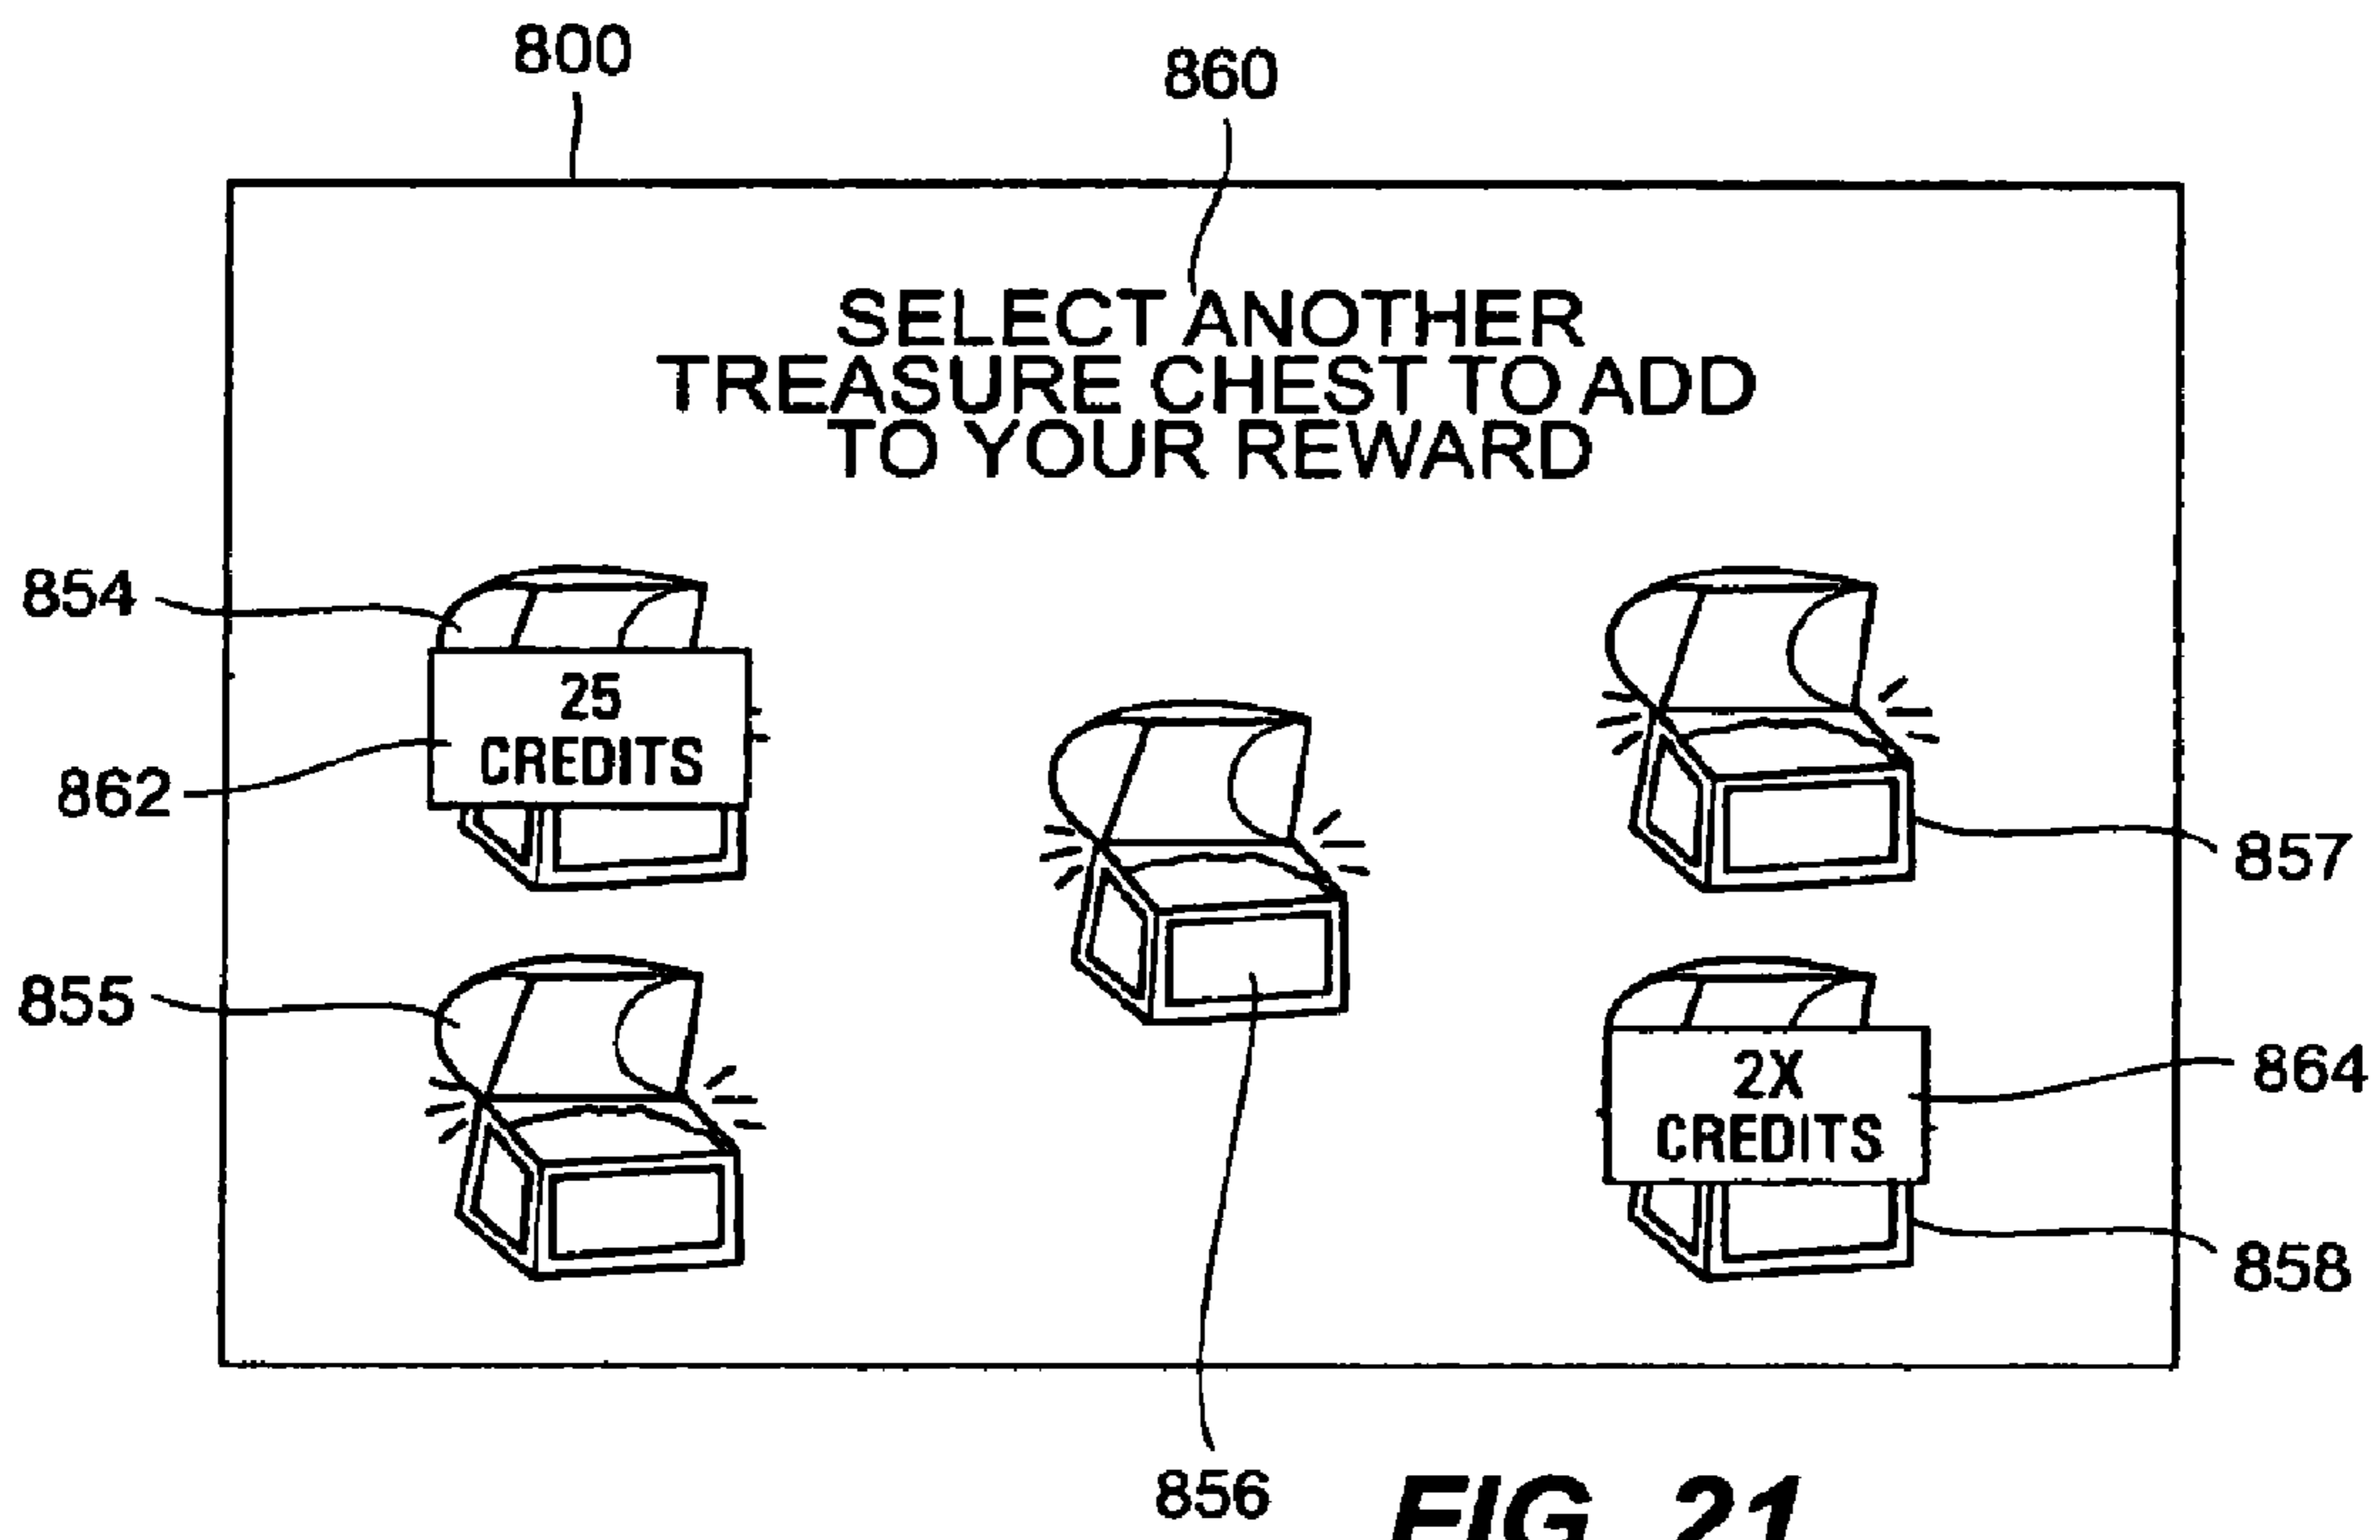 800
860
SELECT ANOTHER
TREASURE CHEST TO ADD
TO YOUR REWARD
854
25
CREDITS
862
857
855
2X
CREDITS
864
858
856
FIG. 21